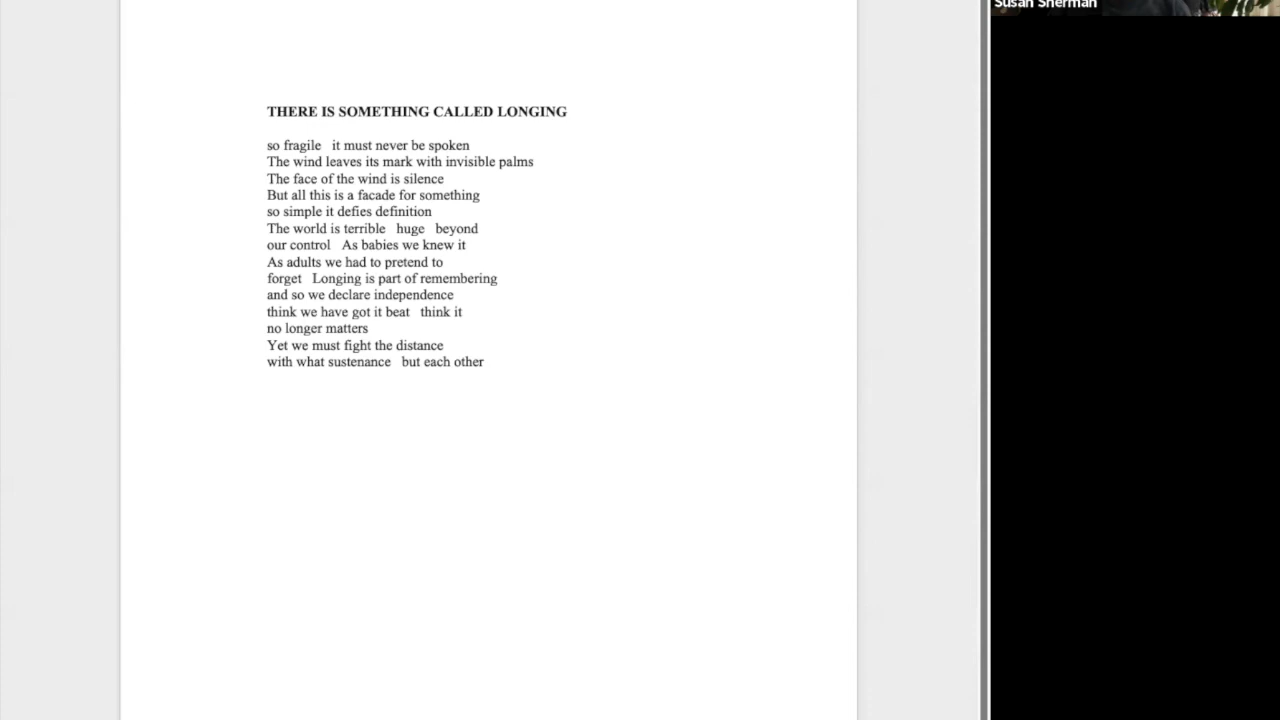 Susan Sherman
THERE IS SOMETHING CALLED LONGING
so fragile   it must never be spoken
The wind leaves its mark with invisible palms
The face of the wind is silence
But all this is a facade for something
so simple it defies definition
The world is terrible   huge   beyond
our control   As babies we knew it
As adults we had to pretend to
forget   Longing is part of remembering
and so we declare independence
think we have got it beat   think it
no longer matters
Yet we must fight the distance
with what sustenance   but each other